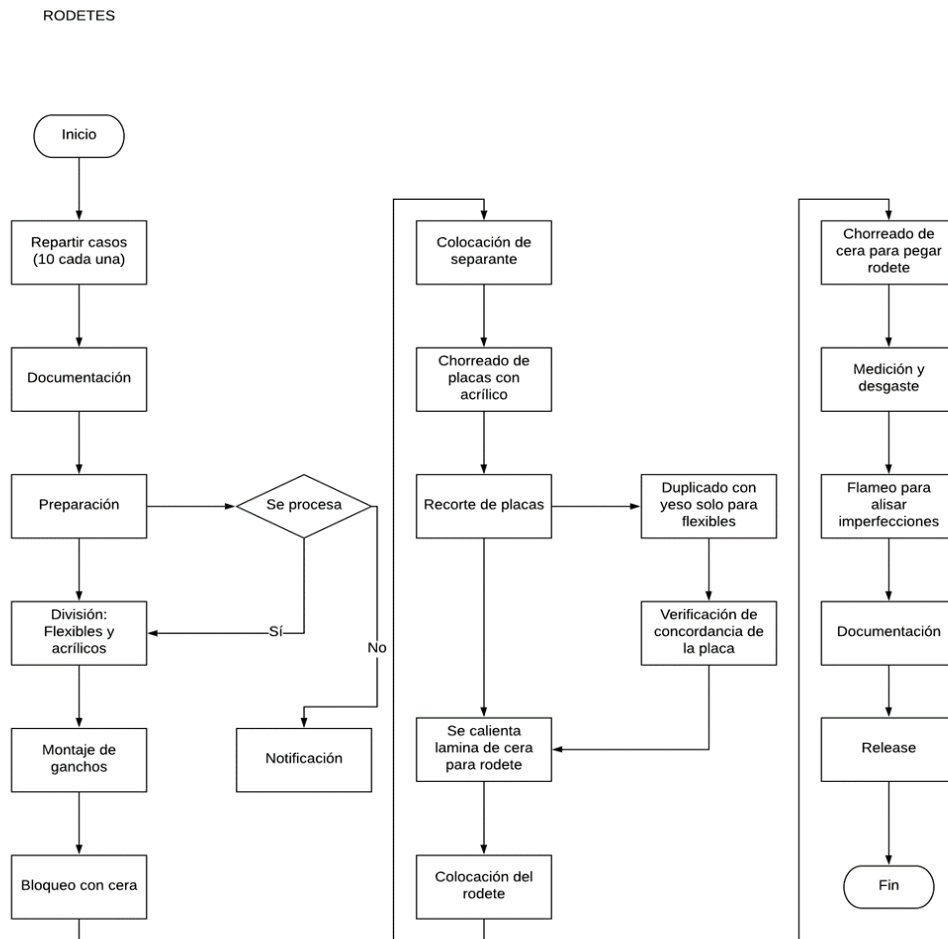 RODETES
Inicio
Repartir casos
(10 cada una)
Documentación
Preparación
Se procesa
Sí
No
División:
Flexibles y
acrílicos
Montaje de
ganchos
Notificación
Bloqueo con cera
Colocación de
separante
Chorreado de
placas con
acrílico
Recorte de placas
Duplicado con
yeso solo para
flexibles
Verificación de
concordancia de
la placa
Se calienta
lamina de cera
para rodete
Colocación del
rodete
Chorreado de
cera para pegar
rodete
Medición y
desgaste
Flameo para
alisar
imperfecciones
Documentación
Release
Fin